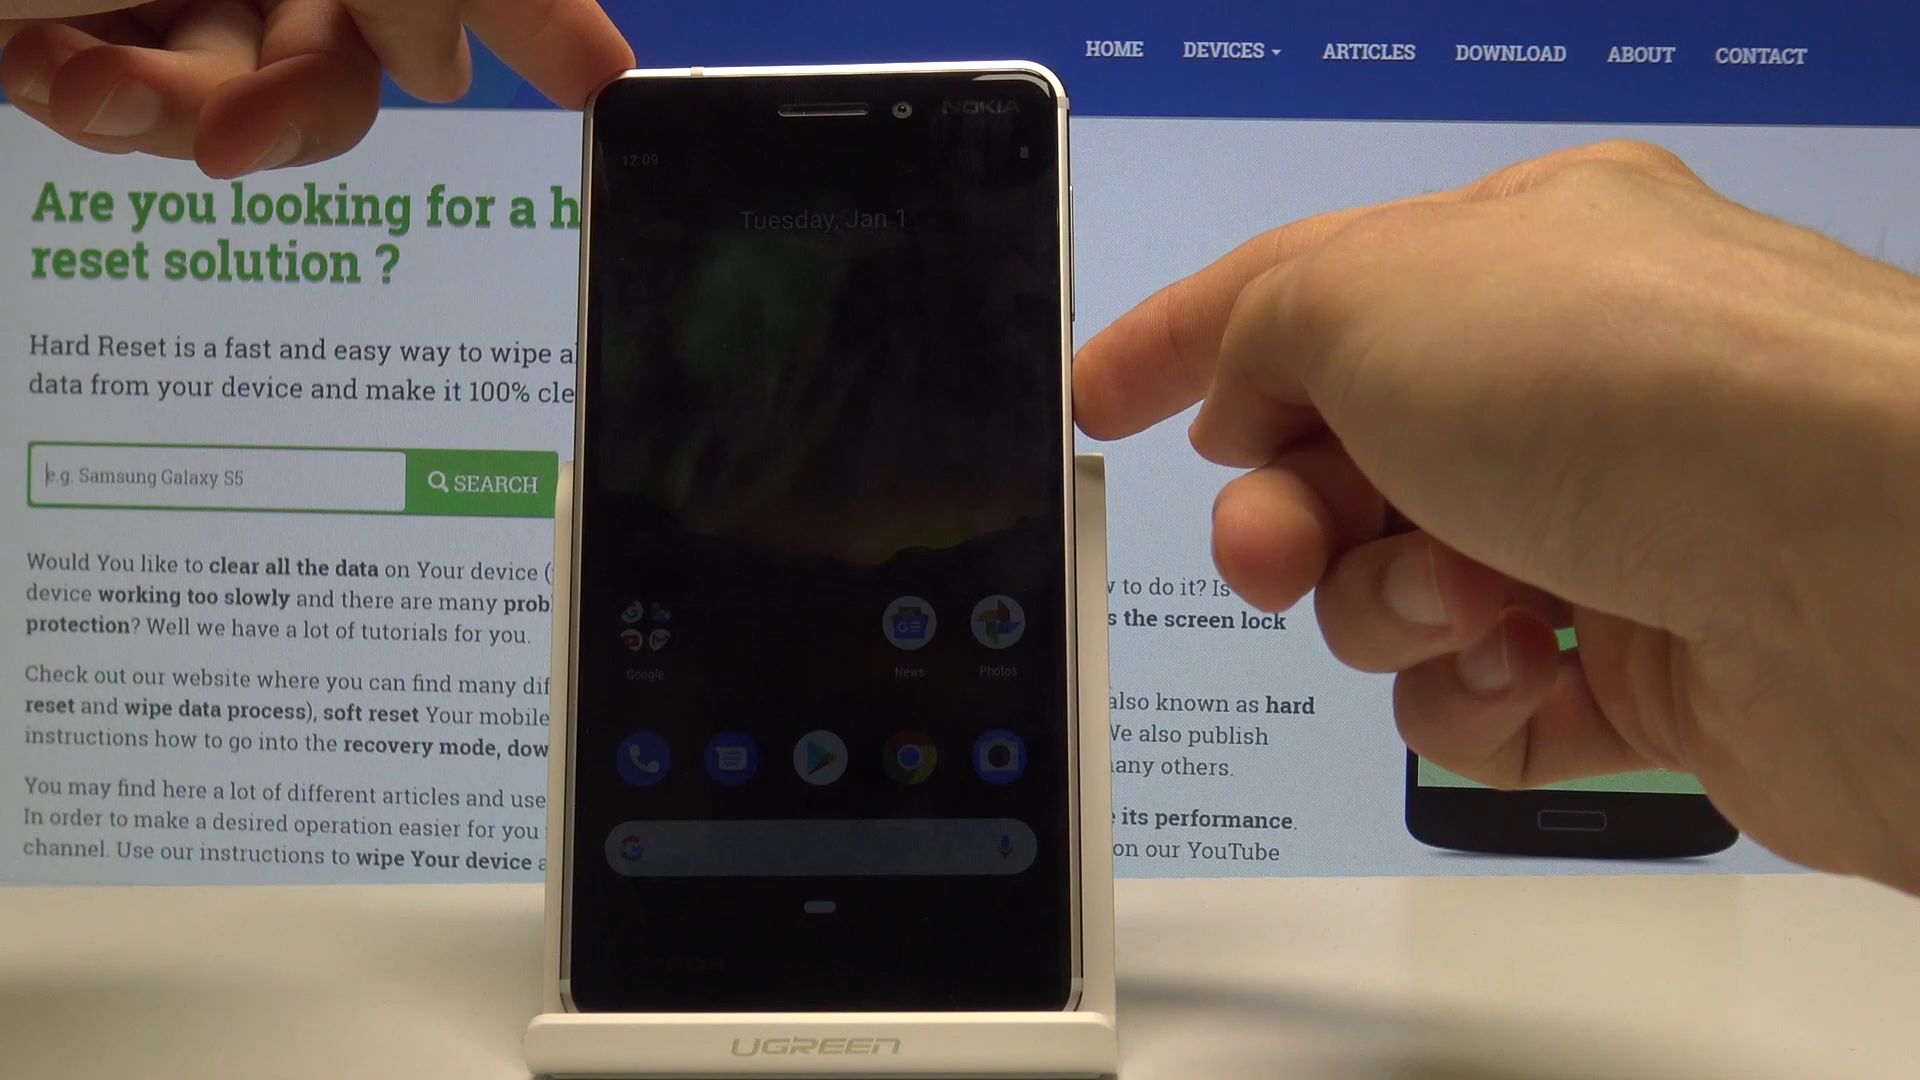 HOME DEVICES ARTICLES DOWNLOAD ABOUT CONTACT
Are you looking for a h
reset solution ?
Hard Reset is a fast and easy way to wipe a
data from your device and make it 100% cle
e.g. Samsung Galaxy S5
SEARCH
Would You like to clear all the data on Your device (
device working too slowly and there are many prob
protection? Well we have a lot of tutorials for you.
Check out our website where you can find many dif
reset and wipe data process), soft reset Your mobile
instructions how to go into the recovery mode, dow
You may find here a lot of different articles and use
In order to make a desired operation easier for you
channel. Use our instructions to wipe Your device a
NOKIA
12:09
Tuesday, Jan 1
Google
News
Photos
to do it? Is
s the screen lock
also known as hard
We also publish
any others.
its performance.
on our YouTube
UGREEN